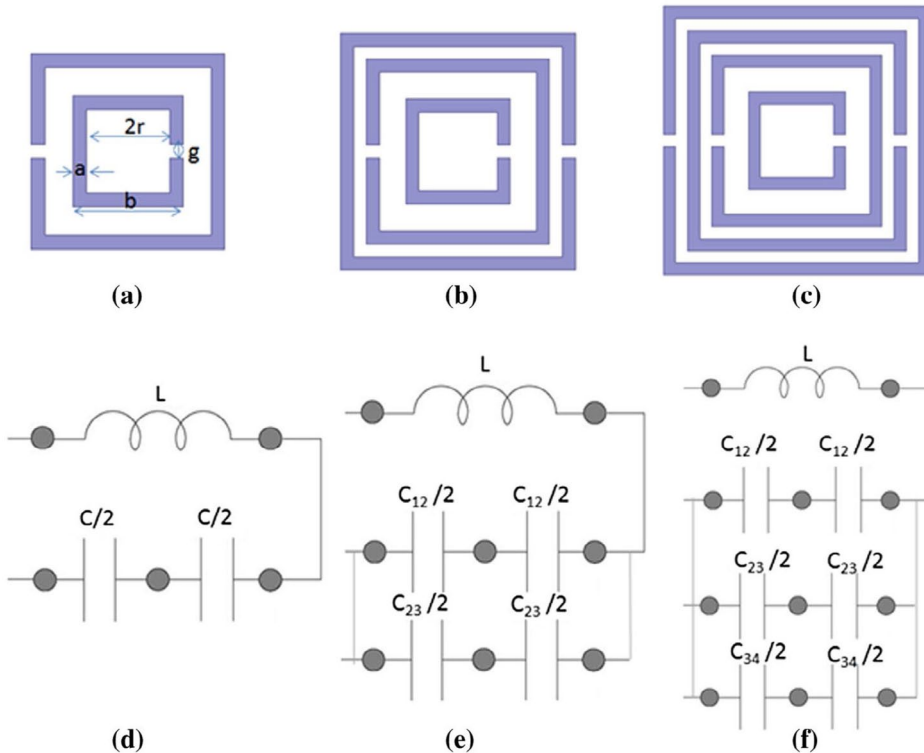 2r
g
a
b
(a)
(b)
(c)
L
C/2 C/2
(d)
L
C₁₂/2 C₁₂/2
C₂₃/2 C₂₃/2
(e)
L
C₁₂/2 C₁₂/2
C₂₃/2 C₂₃/2
C₃₄/2 C₃₄/2
(f)